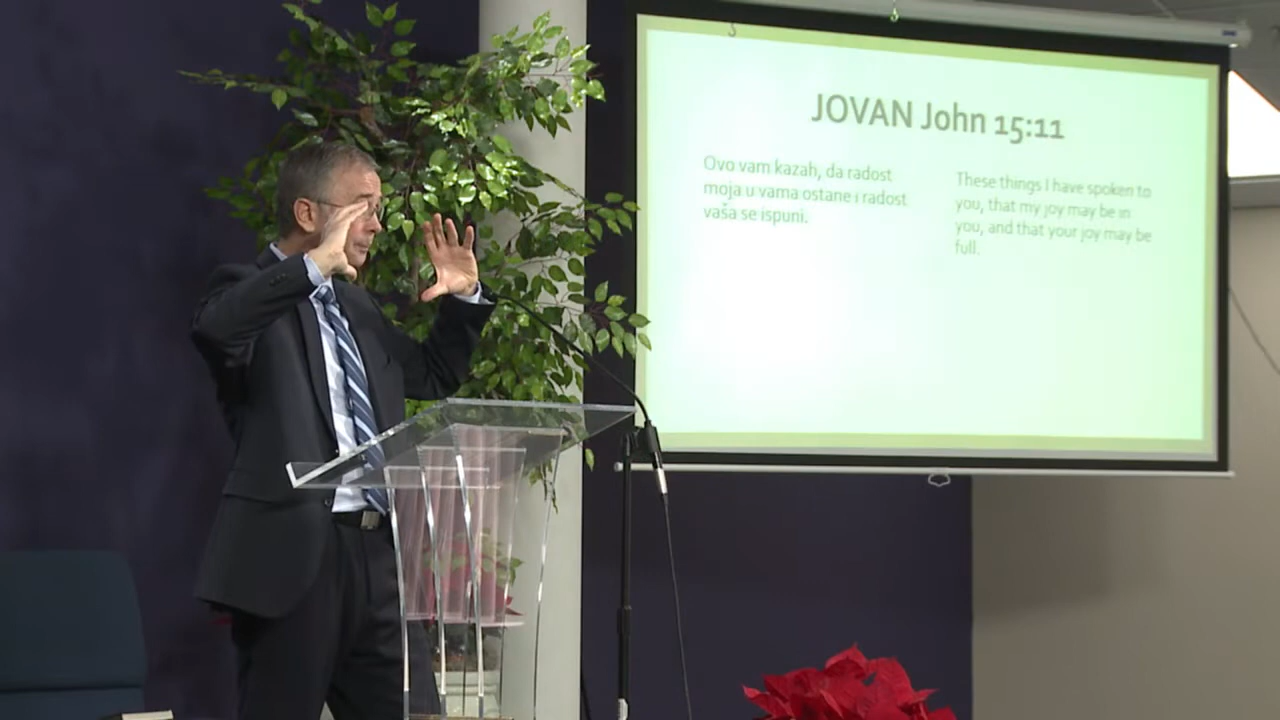 JOVAN John 15:11
Ovo vam kazah, da radost
moja u vama ostane i radost
vaša se ispuni.
These things I have spoken to
you, that my joy may be in
you, and that your joy may be
full.